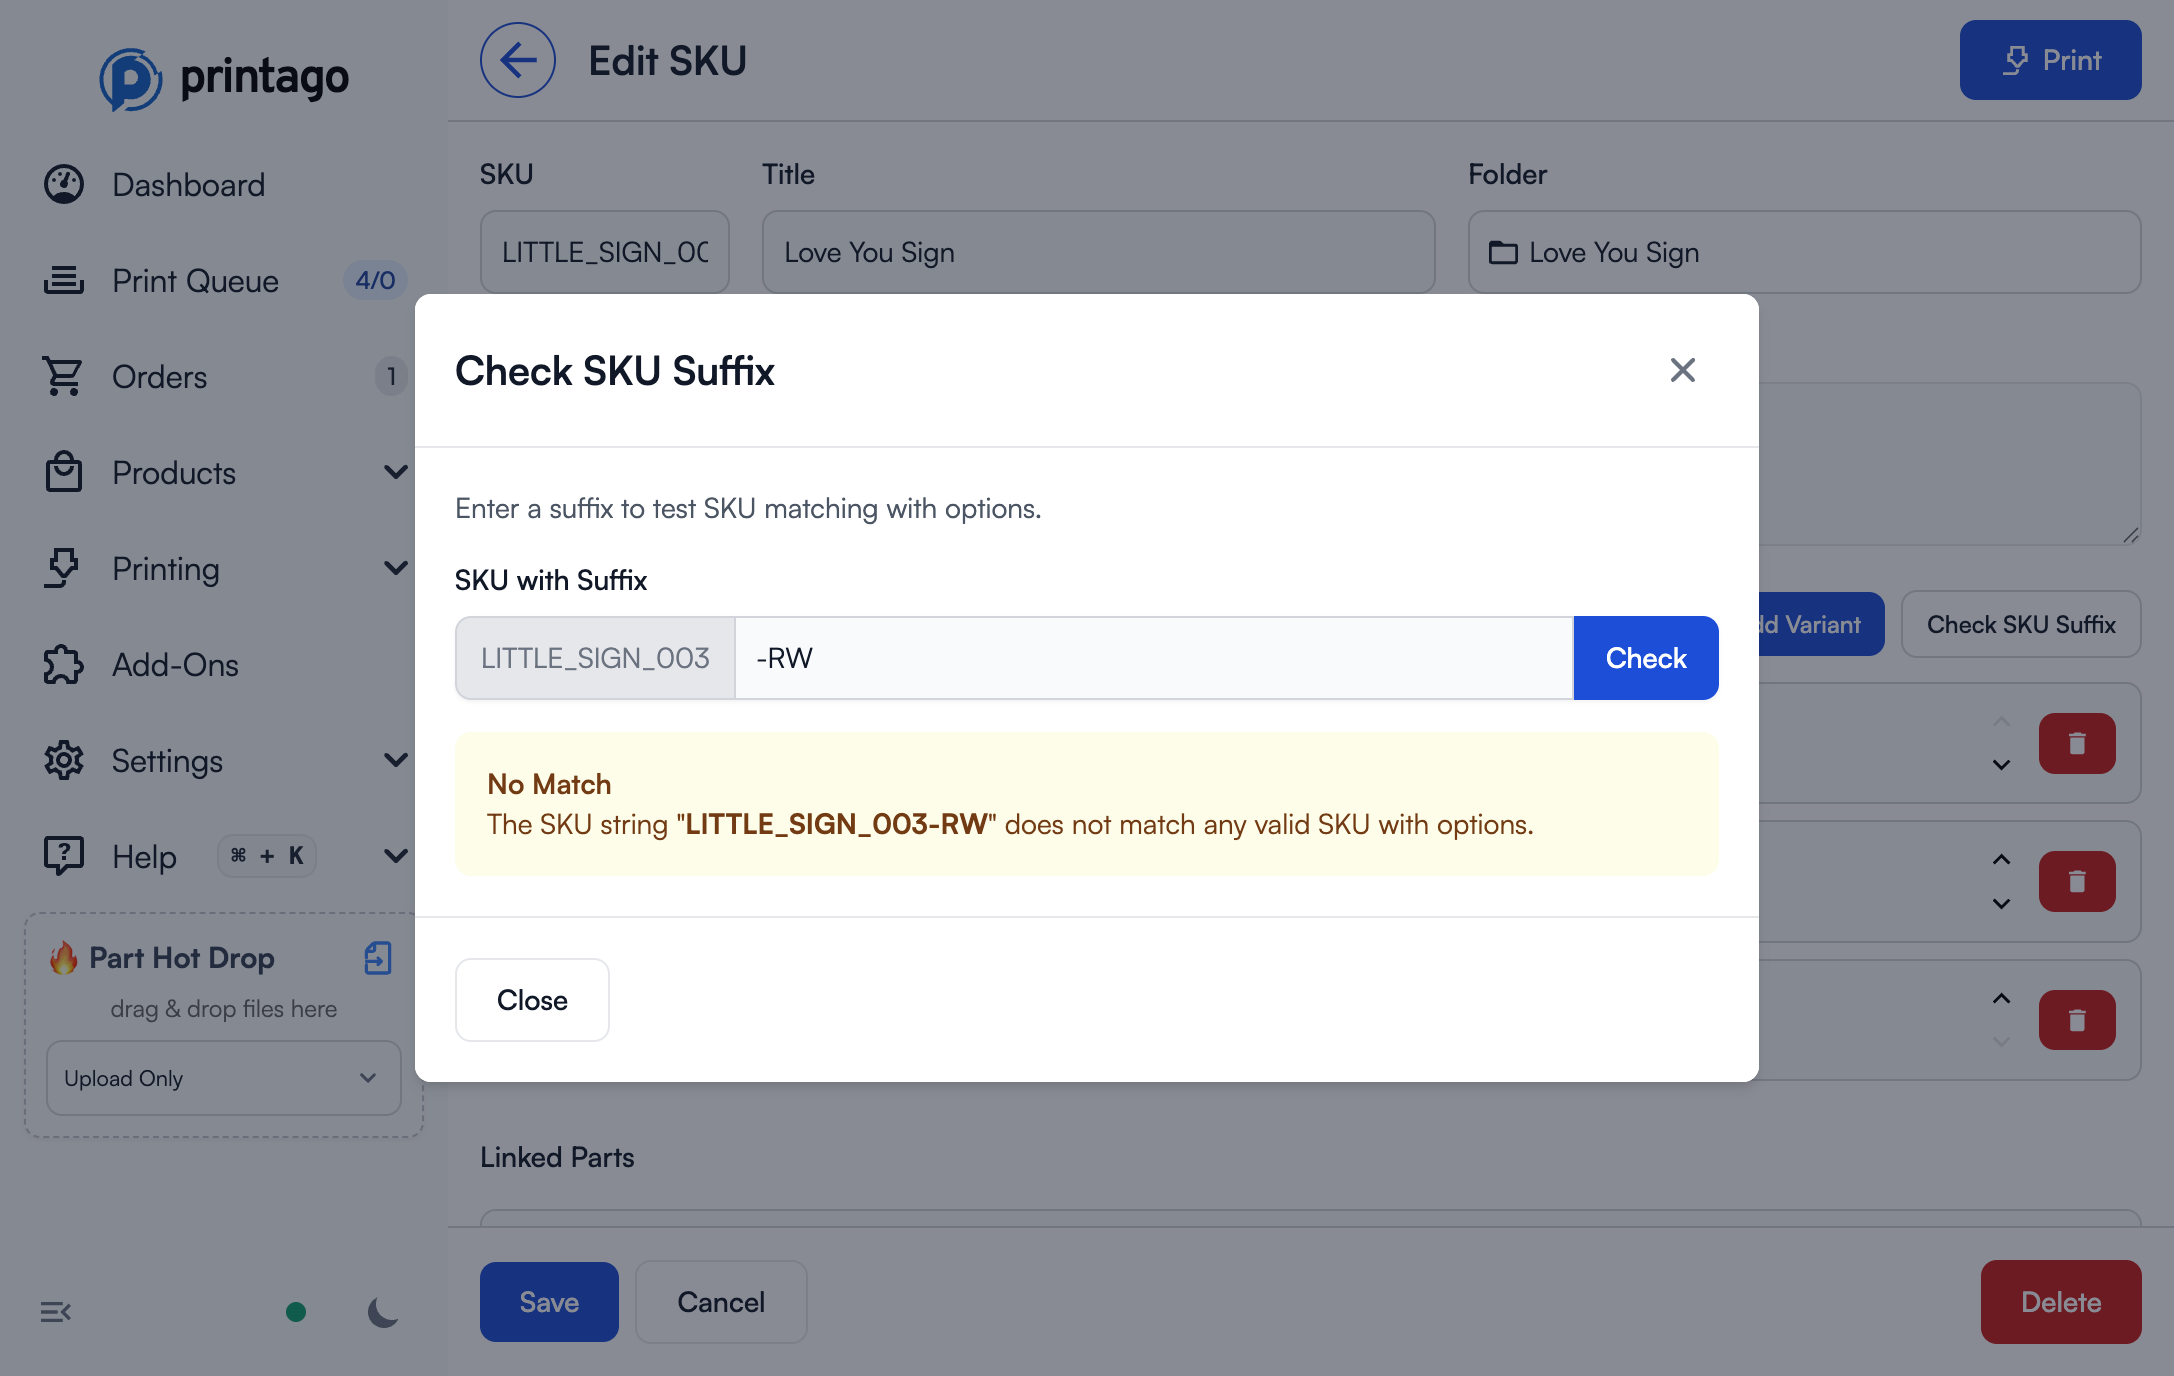 printago
Dashboard
Print Queue
4/0
Orders
1
Products
Printing
Add-Ons
Settings
Help
⌘ + K
🔥 Part Hot Drop
drag & drop files here
Upload Only
Edit SKU
Print
SKU
Title
Folder
LITTLE_SIGN_00
Love You Sign
Love You Sign
Check SKU Suffix
Enter a suffix to test SKU matching with options.
SKU with Suffix
LITTLE_SIGN_003
-RW
Check
No Match
The SKU string "LITTLE_SIGN_003-RW" does not match any valid SKU with options.
Close
Variant
Check SKU Suffix
Linked Parts
Save
Cancel
Delete